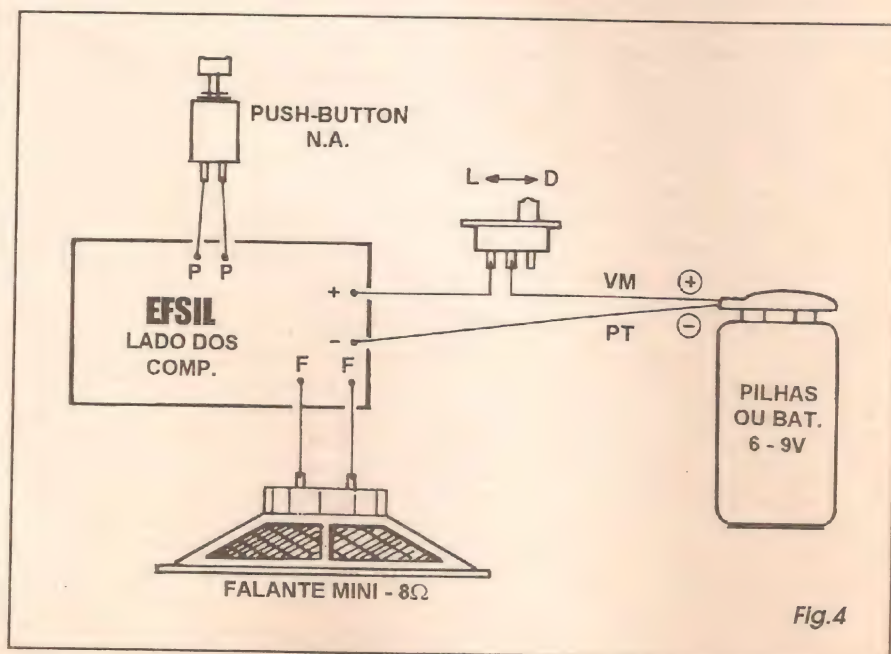 PUSH-BUTTON
N.A.
L D
P P
+
VM +
EFSIL
LADO DOS
COMP.
-
PT -
F F
PILHAS
OU BAT.
6 - 9V
FALANTE MINI - 8Ω
Fig.4